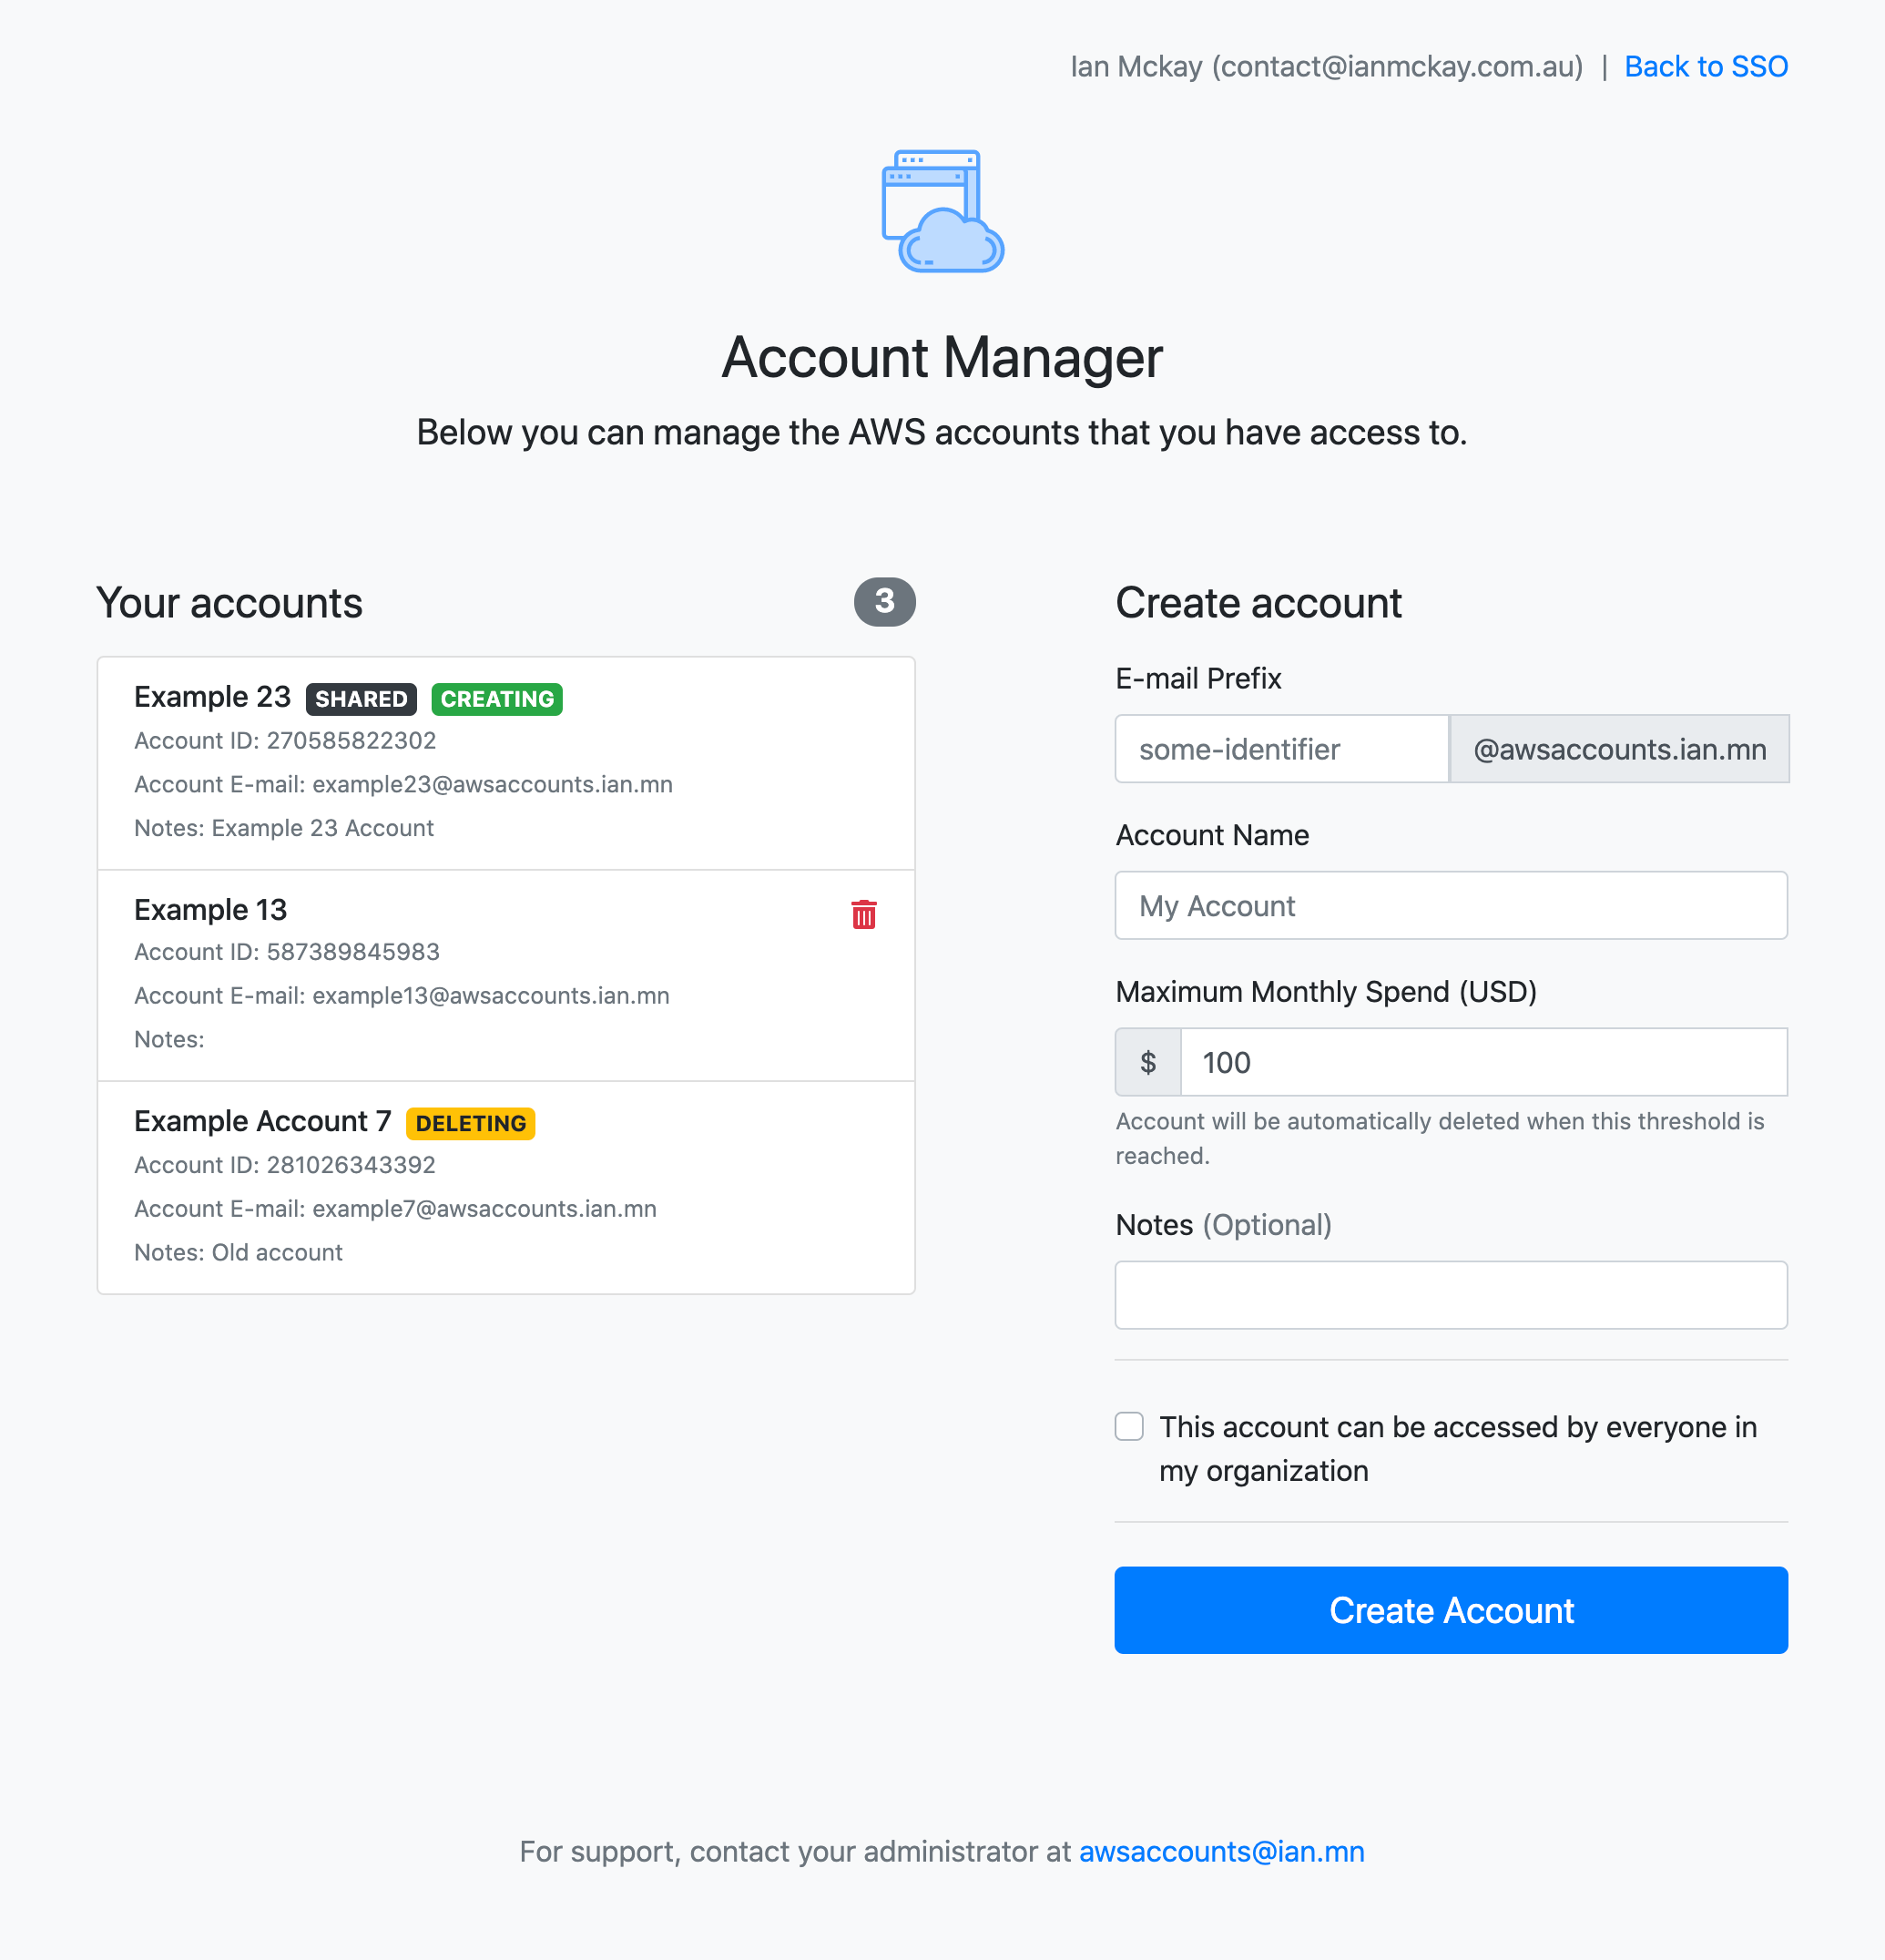 Ian Mckay (contact@ianmckay.com.au) | Back to SSO
Account Manager
Below you can manage the AWS accounts that you have access to.
Your accounts 3
Example 23 SHARED CREATING
Account ID: 270585822302
Account E-mail: example23@awsaccounts.ian.mn
Notes: Example 23 Account
Example 13
Account ID: 587389845983
Account E-mail: example13@awsaccounts.ian.mn
Notes:
Example Account 7 DELETING
Account ID: 281026343392
Account E-mail: example7@awsaccounts.ian.mn
Notes: Old account
Create account
E-mail Prefix
some-identifier @awsaccounts.ian.mn
Account Name
My Account
Maximum Monthly Spend (USD)
$ 100
Account will be automatically deleted when this threshold is
reached.
Notes (Optional)
This account can be accessed by everyone in
my organization
Create Account
For support, contact your administrator at awsaccounts@ian.mn